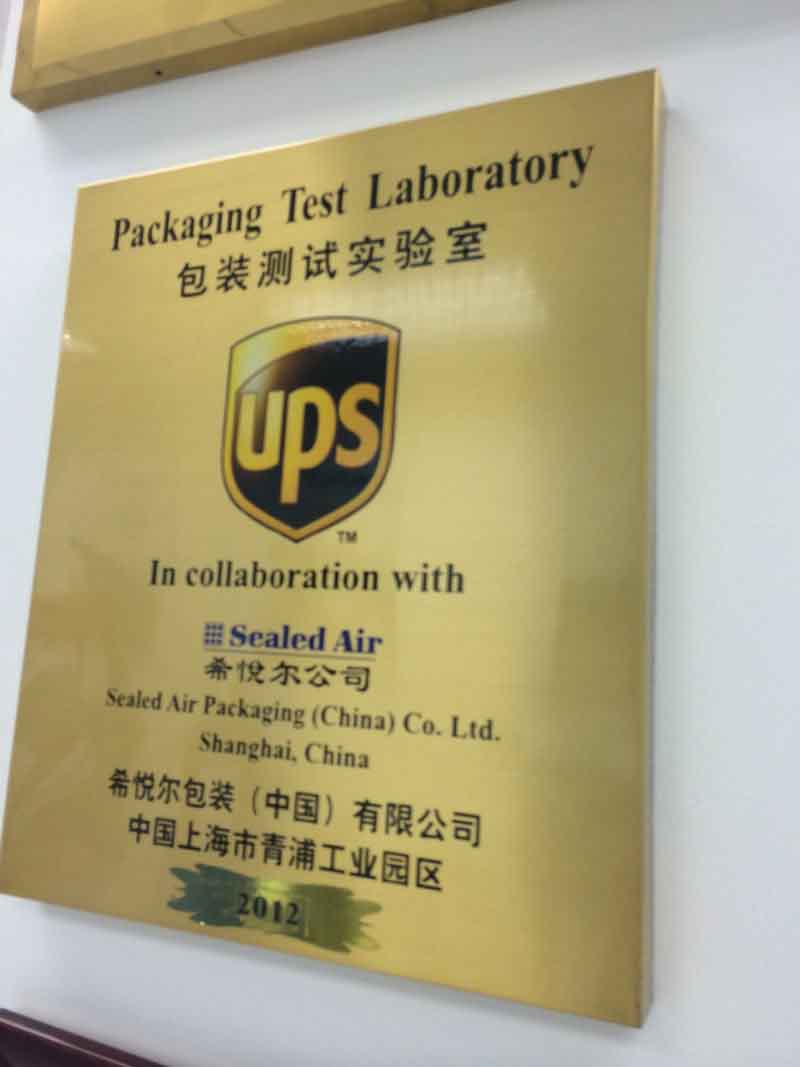 Packaging Test Laboratory
包装测试实验室
ups
TM
In collaboration with
Sealed Air
希悦尔公司
Sealed Air Packaging (China) Co. Ltd.
Shanghai, China
希悦尔包装（中国）有限公司
中国上海市青浦工业园区
2012